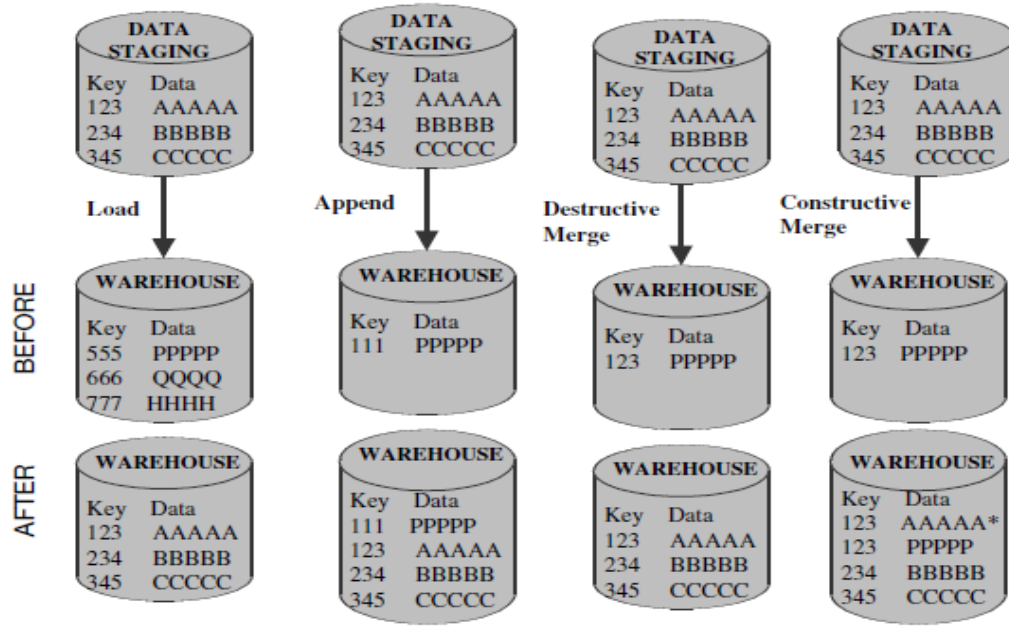 DATA
STAGING
Key Data
123 AAAAA
234 BBBBB
345 CCCCC
DATA
STAGING
Key Data
123 AAAAA
234 BBBBB
345 CCCCC
DATA
STAGING
Key Data
123 AAAAA
234 BBBBB
345 CCCCC
DATA
STAGING
Key Data
123 AAAAA
234 BBBBB
345 CCCCC
Load
Append
Destructive
Merge
Constructive
Merge
BEFORE
WAREHOUSE
Key Data
555 PPPPP
666 QQQQ
777 HHHH
WAREHOUSE
Key Data
111 PPPPP
WAREHOUSE
Key Data
123 PPPPP
WAREHOUSE
Key Data
123 PPPPP
AFTER
WAREHOUSE
Key Data
123 AAAAA
234 BBBBB
345 CCCCC
WAREHOUSE
Key Data
111 PPPPP
123 AAAAA
234 BBBBB
345 CCCCC
WAREHOUSE
Key Data
123 AAAAA
234 BBBBB
345 CCCCC
WAREHOUSE
Key Data
123 AAAAA*
123 PPPPP
234 BBBBB
345 CCCCC